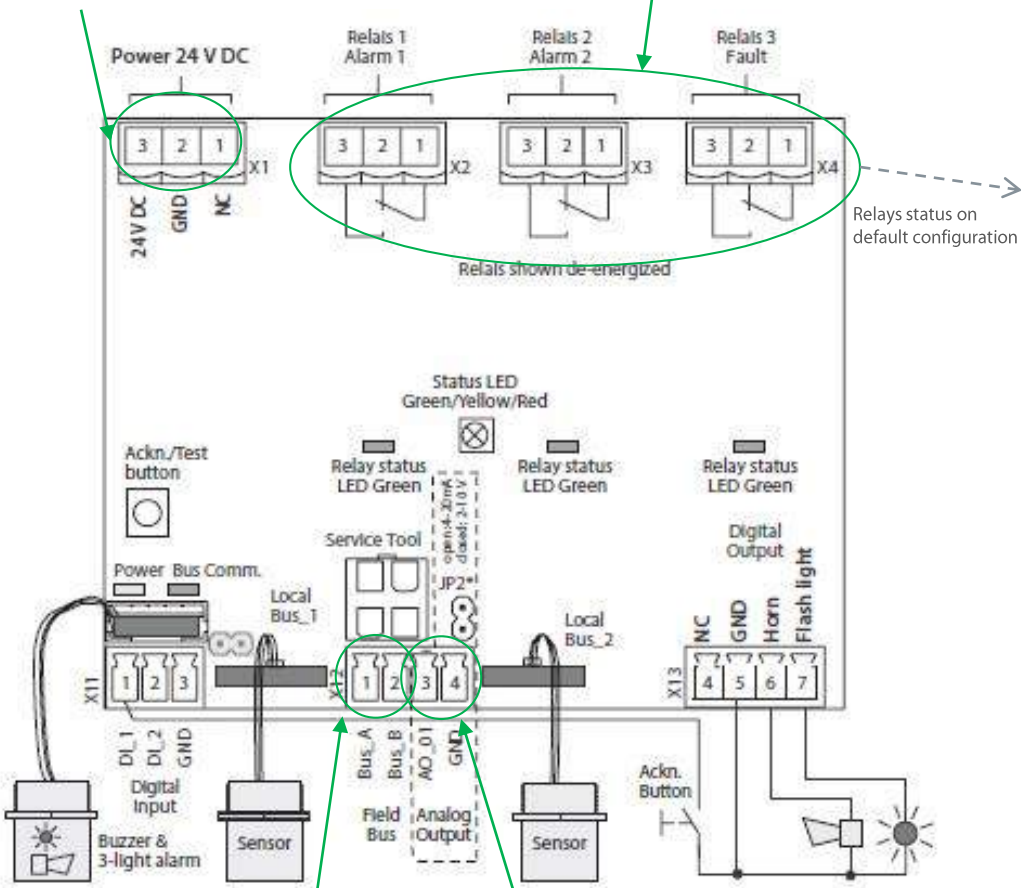 Power 24 V DC
Relais 1
Alarm 1
Relais 2
Alarm 2
Relais 3
Fault
3 2 1
X1
3 2 1
X2
3 2 1
X3
3 2 1
X4
24V DC
GND
NC
Relays status on
default configuration
Relais shown de-energized
Status LED
Green/Yellow/Red
Ackn./Test
button
Relay status
LED Green
Relay status
LED Green
Relay status
LED Green
open:4-20mA
closed: 2-10V
Service Tool
Digital
Output
Power Bus Comm.
JP2*
Local
Bus_1
Local
Bus_2
NC
GND
Horn
Flash light
X11
1 2 3
X12
1 2 3 4
X13
4 5 6 7
DI_1
DI_2
GND
Bus_A
Bus_B
AO_01
GND
Digital
Input
Field
Bus
Analog
Output
Ackn.
Button
Buzzer &
3-light alarm
Sensor
Sensor